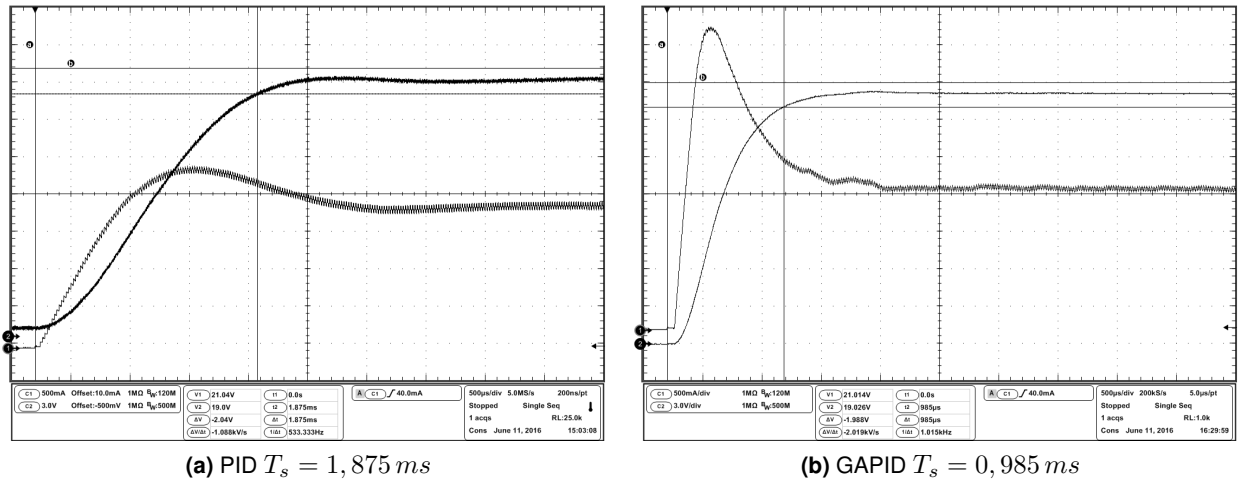 a
b
2
1
C1 500mA Offset:10.0mA 1MΩ BW:120M
C2 3.0V Offset:-500mV 1MΩ BW:500M
V1 21.04V
V2 19.0V
ΔV -2.04V
ΔV/Δt -1.088kV/s
t1 0.0s
t2 1.875ms
Δt 1.875ms
1/Δt 533.333Hz
A C1 40.0mA
500µs/div 5.0MS/s 200ns/pt
Stopped Single Seq
1 acqs RL:25.0k
Cons June 11, 2016 15:03:08
(a) PID Ts = 1, 875 ms
a
b
1
2
C1 500mA/div 1MΩ BW:120M
C2 3.0V/div 1MΩ BW:500M
V1 21.014V
V2 19.026V
ΔV -1.988V
ΔV/Δt -2.019kV/s
t1 0.0s
t2 985µs
Δt 985µs
1/Δt 1.015kHz
A C1 40.0mA
500µs/div 200kS/s 5.0µs/pt
Stopped Single Seq
1 acqs RL:1.0k
Cons June 11, 2016 16:29:59
(b) GAPID Ts = 0, 985 ms